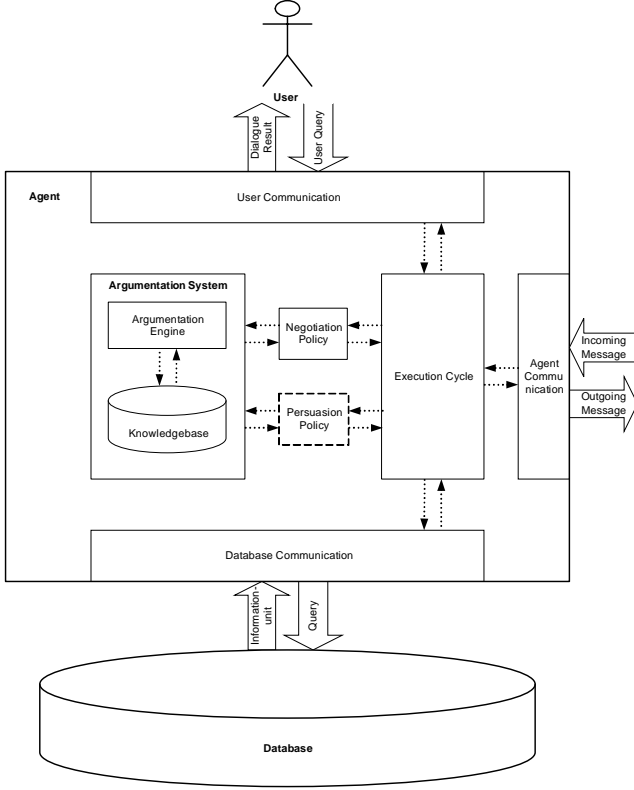 User
Dialogue
Result
User Query
Agent
User Communication
Argumentation System
Argumentation
Engine
Knowledgebase
Negotiation
Policy
Persuasion
Policy
Execution Cycle
Agent
Commu
nication
Incoming
Message
Outgoing
Message
Database Communication
Information-
unit
Query
Database